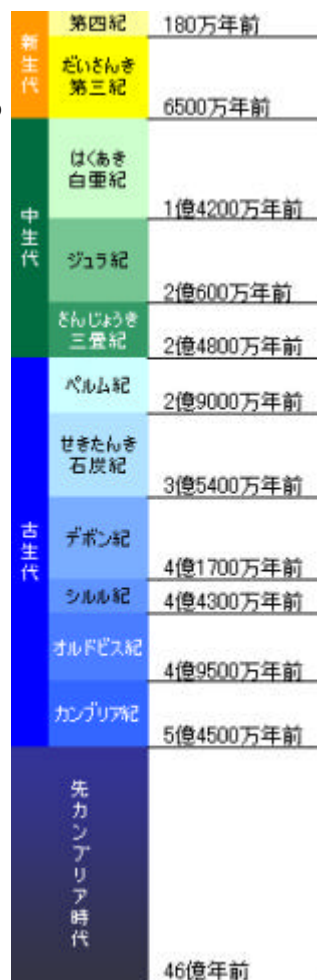 新生代
第四紀
180万年前
だいさんき
第三紀
6500万年前
中生代
はくあき
白亜紀
1億4200万年前
ジュラ紀
2億600万年前
さんじょうき
三畳紀
2億4800万年前
古生代
ペルム紀
2億9000万年前
せきたんき
石炭紀
3億5400万年前
デボン紀
4億1700万年前
シルル紀
4億4300万年前
オルドビス紀
4億9500万年前
カンブリア紀
5億4500万年前
先カンブリア時代
46億年前